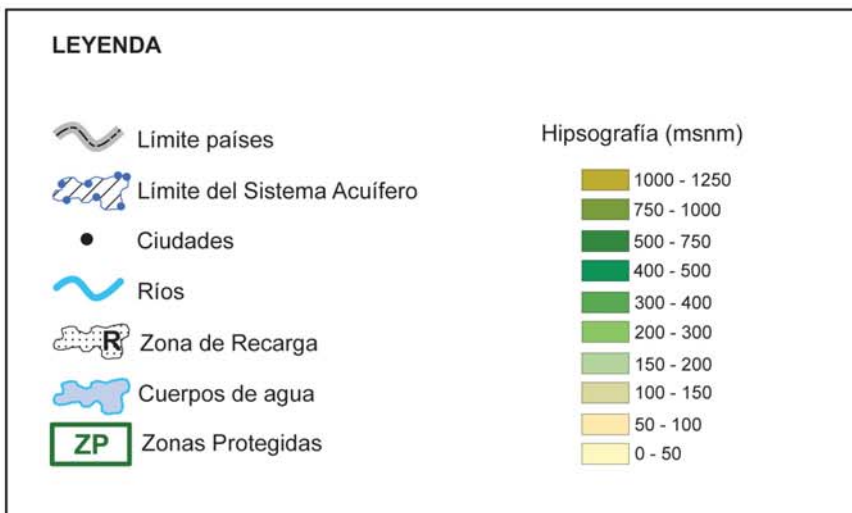 LEYENDA
Límite países
Límite del Sistema Acuífero
Ciudades
Ríos
R
Zona de Recarga
Cuerpos de agua
ZP
Zonas Protegidas
Hipsografía (msnm)
1000 - 1250
750 - 1000
500 - 750
400 - 500
300 - 400
200 - 300
150 - 200
100 - 150
50 - 100
0 - 50